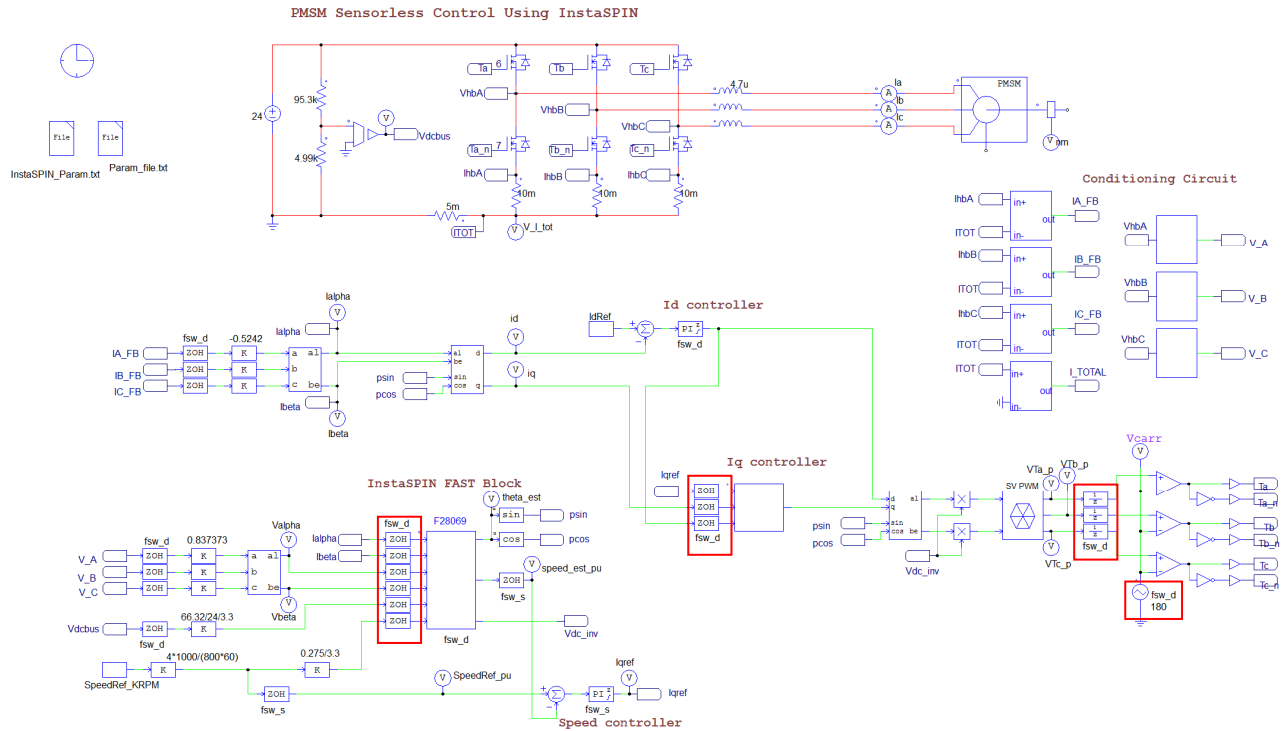 PMSM Sensorless Control Using InstaSPIN
File
File
InstaSPIN_Param.txt
Param_file.txt
24
95.3k
4.99k
V
Vdcbus
Ta
6
Tb
Tc
VhbA
VhbB
VhbC
Ta_n
7
Tb_n
Tc_n
IhbA
IhbB
IhbC
10m
10m
10m
5m
ITOT
V
V_I_tot
4.7u
Ia
A
Ib
A
Ic
A
PMSM
V
nm
Conditioning Circuit
IhbA
in+
out
IA_FB
ITOT
in-
IhbB
in+
out
IB_FB
ITOT
in-
IhbC
in+
out
IC_FB
ITOT
in-
ITOT
in+
out
I_TOTAL
in-
VhbA
V_A
VhbB
V_B
VhbC
V_C
Ialpha
V
Ialpha
fsw_d
-0.5242
IA_FB
ZOH
K
a
al
IB_FB
ZOH
K
b
IC_FB
ZOH
K
c
be
Ibeta
V
Ibeta
id
V
iq
V
al
d
be
sin
cos
q
psin
pcos
Id controller
IdRef
+
-
PI
z
fsw_d
Iq controller
Iqref
ZOH
ZOH
ZOH
fsw_d
d
al
q
sin
cos
be
psin
pcos
Vdc_inv
SV PWM
VTa_p
VTb_p
V
V
V
VTc_p
1
z
1
z
1
z
fsw_d
Vcarr
V
fsw_d
180
Ta
Ta_n
Tb
Tb_n
Tc
Tc_n
InstaSPIN FAST Block
fsw_d
F28069
V
theta_est
sin
psin
cos
pcos
Ialpha
ZOH
Ibeta
ZOH
ZOH
ZOH
ZOH
ZOH
fsw_d
V
speed_est_pu
ZOH
fsw_s
Vdc_inv
Valpha
V
fsw_d
0.837373
V_A
ZOH
K
a
al
V_B
ZOH
K
b
V_C
ZOH
K
c
be
V
Vbeta
66.32/24/3.3
Vdcbus
ZOH
K
fsw_d
4*1000/(800*60)
SpeedRef_KRPM
K
0.275/3.3
K
ZOH
fsw_s
V
SpeedRef_pu
+
-
PI
z
fsw_s
Iqref
V
Iqref
Speed controller